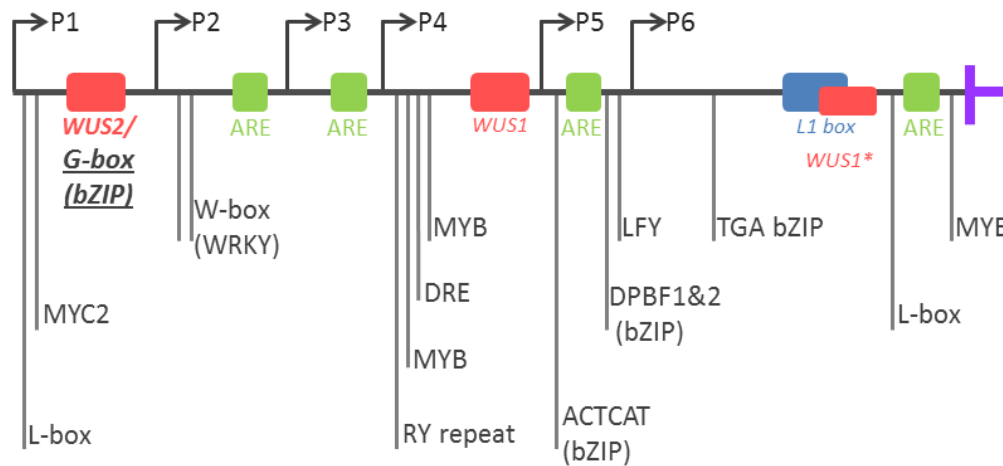 P1 P2 P3 P4 P5 P6
WUS2/ ARE ARE WUS1 ARE L1 box ARE
G-box
(bZIP)
WUS1*
W-box
(WRKY)
MYB LFY TGA bZIP MYB
MYC2
DRE
DPBF1&2
(bZIP)
L-box
MYB
L-box
RY repeat
ACTCAT
(bZIP)